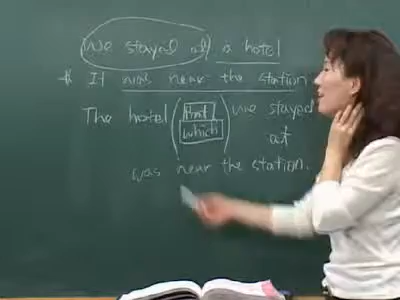 We stayed at a hotel
& It was near the station
The hotel (that which) we stayed at
was near the station.